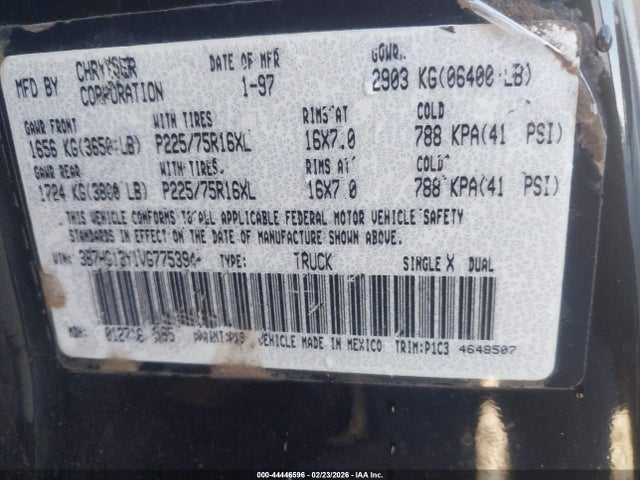 MFD BY CHRYSLER CORPORATION DATE OF MFR 1-97 GVWR 2903 KG(06400 LB)
GAWR FRONT WITH TIRES RIMS AT COLD
1656 KG(3650 LB) P225/75R16XL 16X7.0 788 KPA(41 PSI)
GAWR REAR WITH TIRES RIMS AT COLD
KG( LB) P225/75R16XL 16X7.0 788 KPA(41 PSI)
THIS VEHICLE CONFORMS TO ALL APPLICABLE FEDERAL MOTOR VEHICLE SAFETY
STANDARDS IN EFFECT ON THE DATE OF MANUFACTURE SHOWN ABOVE.
VIN: 3B7HC13Y1VG775394 TYPE: TRUCK SINGLE X DUAL
MDH: PAINT: VEHICLE MADE IN MEXICO TRIM:P1C3 4648507
000-44446596 - 02/23/2026 - IAA Inc.